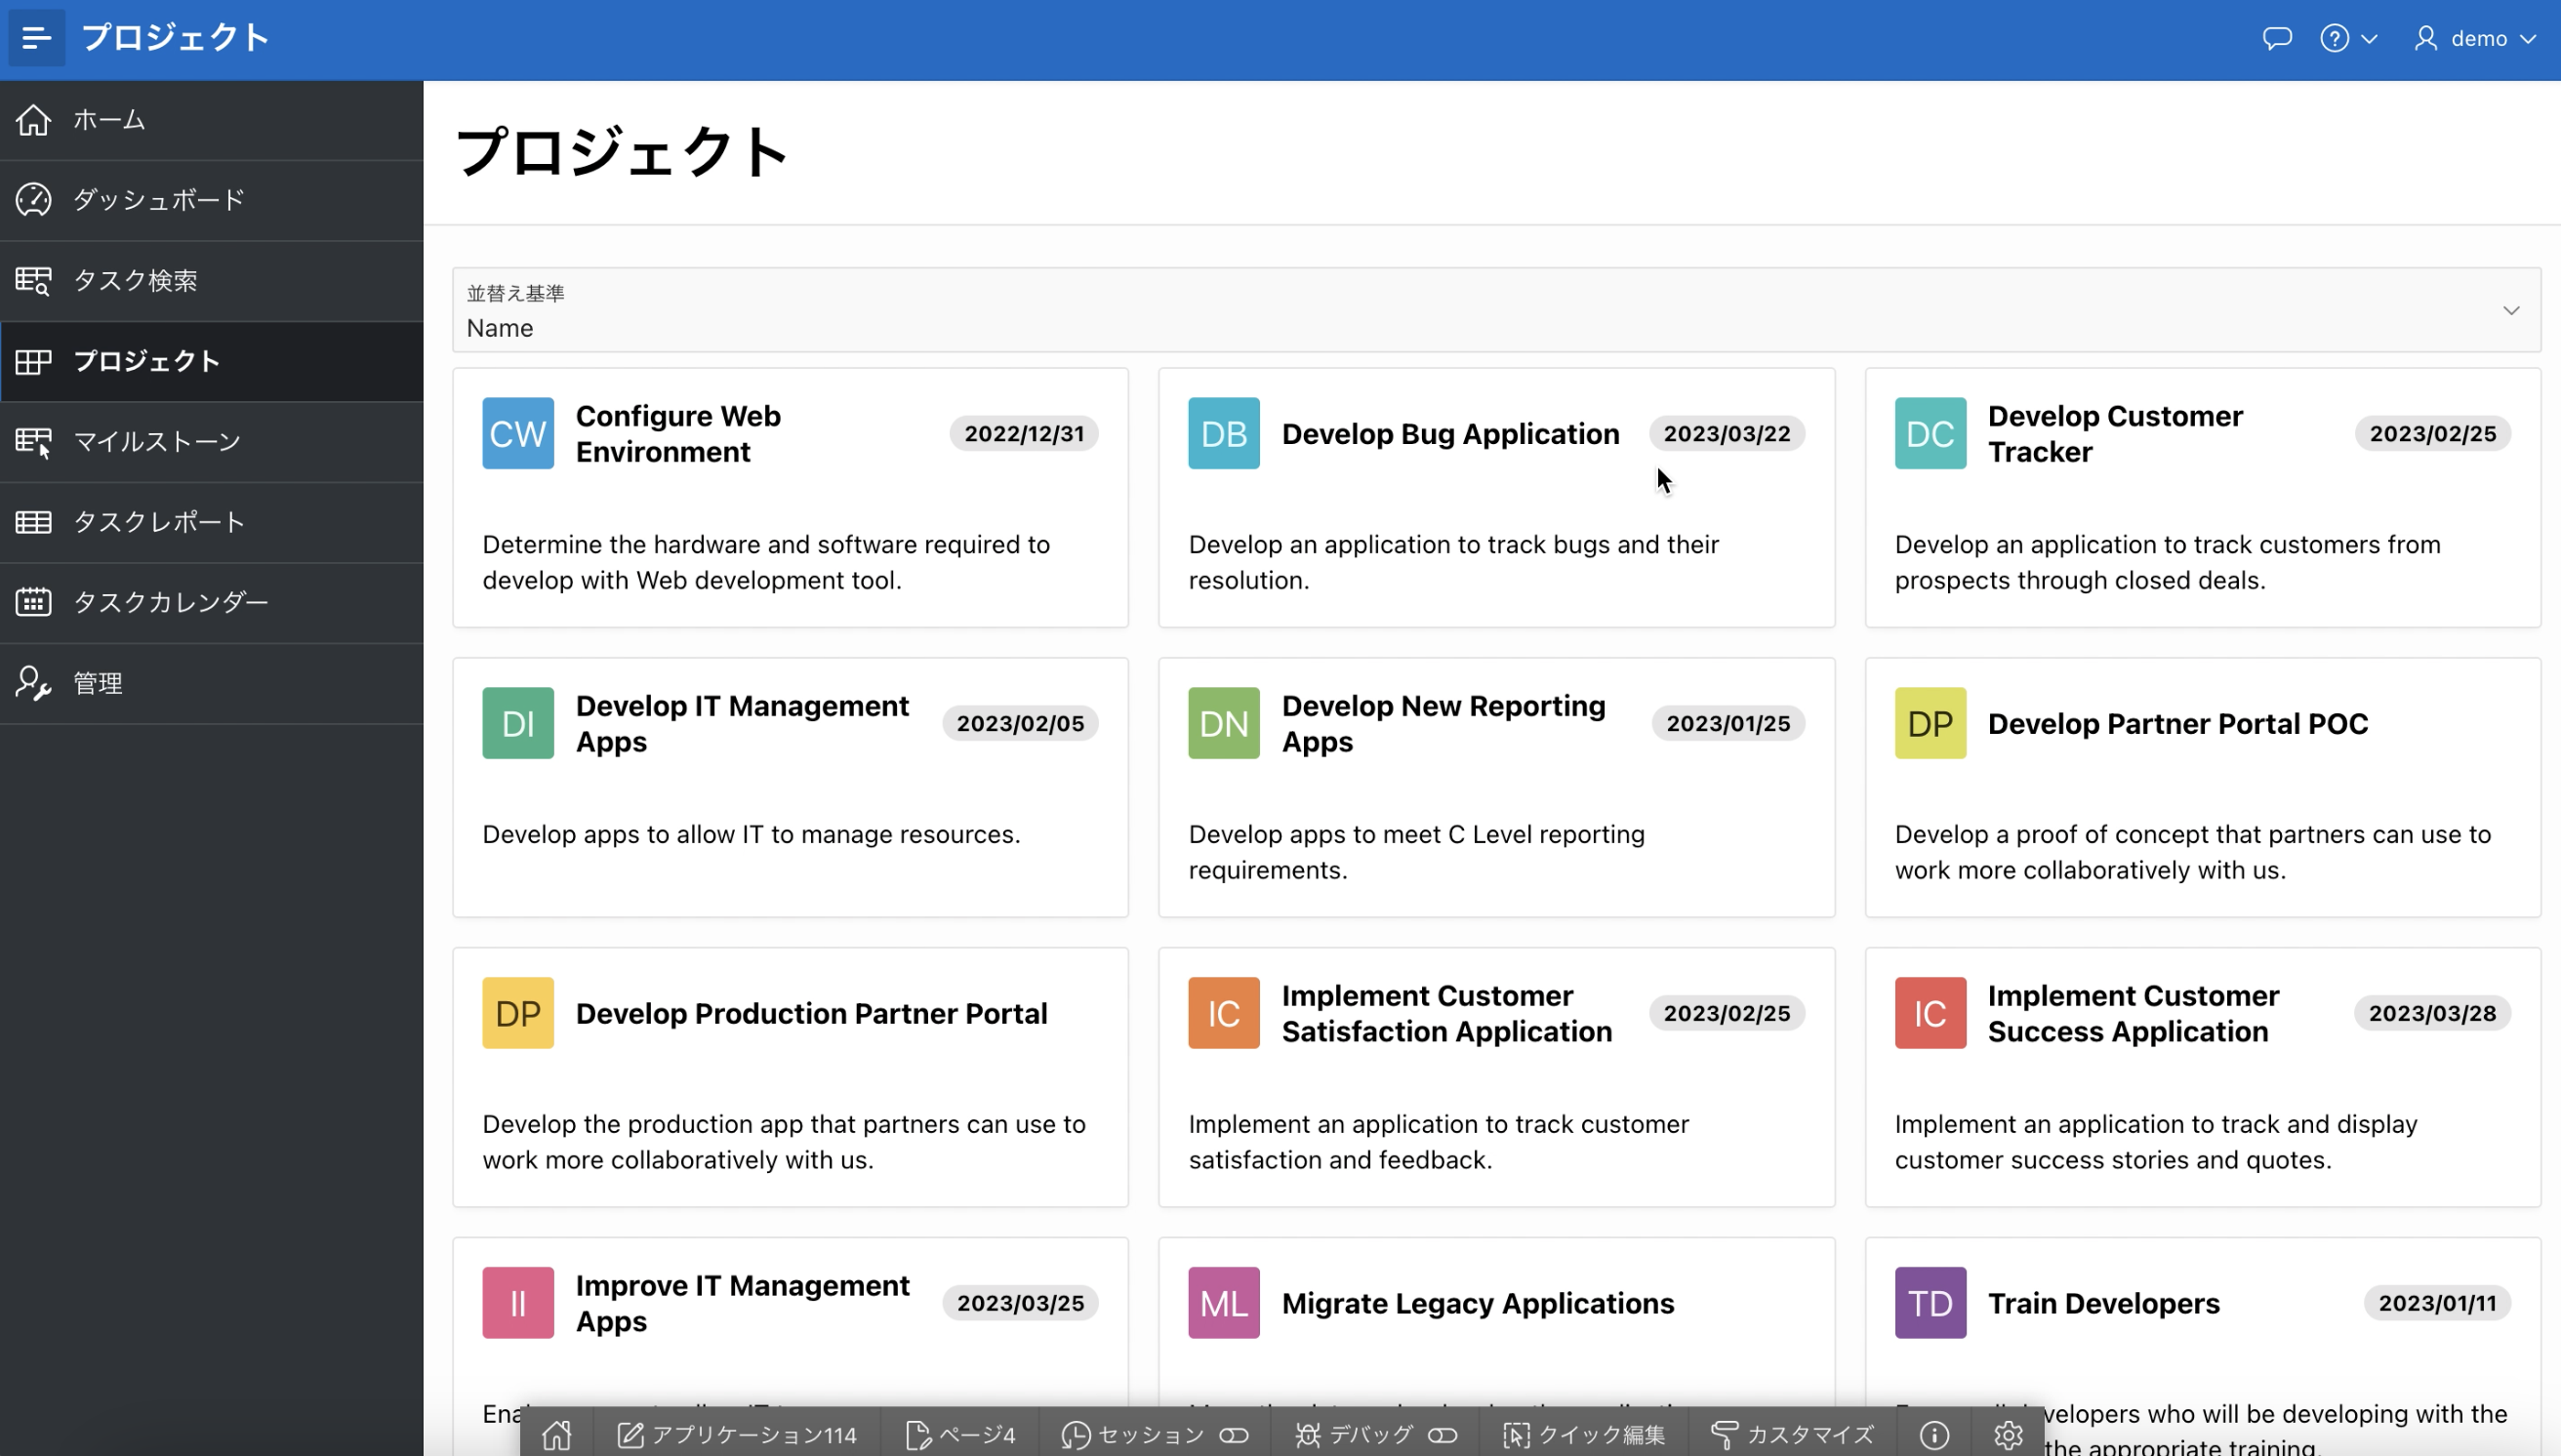 プロジェクト
demo
ホーム
ダッシュボード
タスク検索
プロジェクト
マイルストーン
タスクレポート
タスクカレンダー
管理
プロジェクト
並替え基準
Name
CW
Configure Web
Environment
2022/12/31
Determine the hardware and software required to
develop with Web development tool.
DB
Develop Bug Application
2023/03/22
Develop an application to track bugs and their
resolution.
DC
Develop Customer
Tracker
2023/02/25
Develop an application to track customers from
prospects through closed deals.
DI
Develop IT Management
Apps
2023/02/05
Develop apps to allow IT to manage resources.
DN
Develop New Reporting
Apps
2023/01/25
Develop apps to meet C Level reporting
requirements.
DP
Develop Partner Portal POC
Develop a proof of concept that partners can use to
work more collaboratively with us.
DP
Develop Production Partner Portal
Develop the production app that partners can use to
work more collaboratively with us.
IC
Implement Customer
Satisfaction Application
2023/02/25
Implement an application to track customer
satisfaction and feedback.
IC
Implement Customer
Success Application
2023/03/28
Implement an application to track and display
customer success stories and quotes.
II
Improve IT Management
Apps
2023/03/25
ML
Migrate Legacy Applications
TD
Train Developers
2023/01/11
who will be developing with the
the appropriate training.
アプリケーション114
ページ4
セッション
デバッグ
クイック編集
カスタマイズ